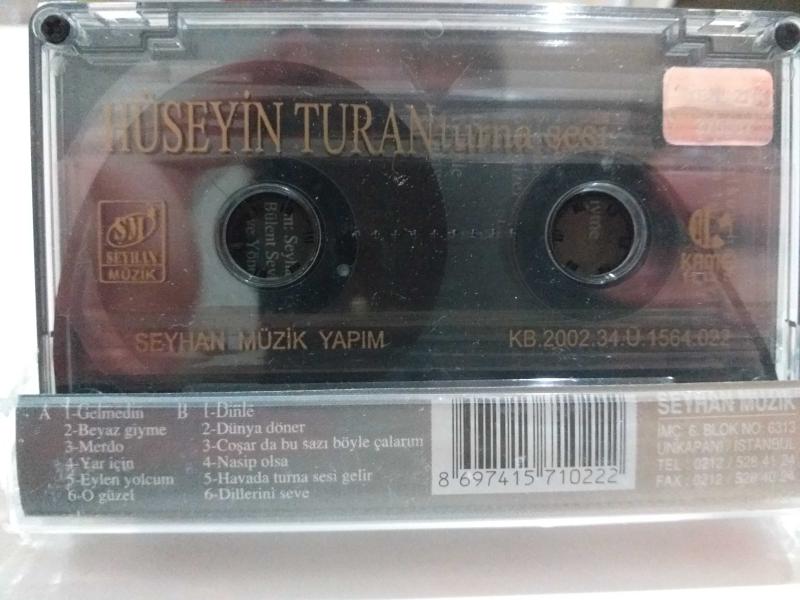 HÜSEYİN TURAN turna sesi
SM
SEYHAN
MÜZİK
SEYHAN MÜZİK YAPIM
KB.2002.34.Ü.1564.022
A 1-Gelmedin
2-Beyaz giyme
3-Merdo
4-Yar için
5-Eylen yolcum
6-O güzel
B 1-Dinle
2-Dünya döner
3-Coşar da bu sazı böyle çalarım
4-Nasip olsa
5-Havada turna sesi gelir
6-Dillerini seve
8 697415 710222
SEYHAN MÜZİK
İMÇ. 6. BLOK NO: 6313
UNKAPANI / İSTANBUL
TEL : 0212 / 528 41 24
FAX : 0212 / 528 40 24